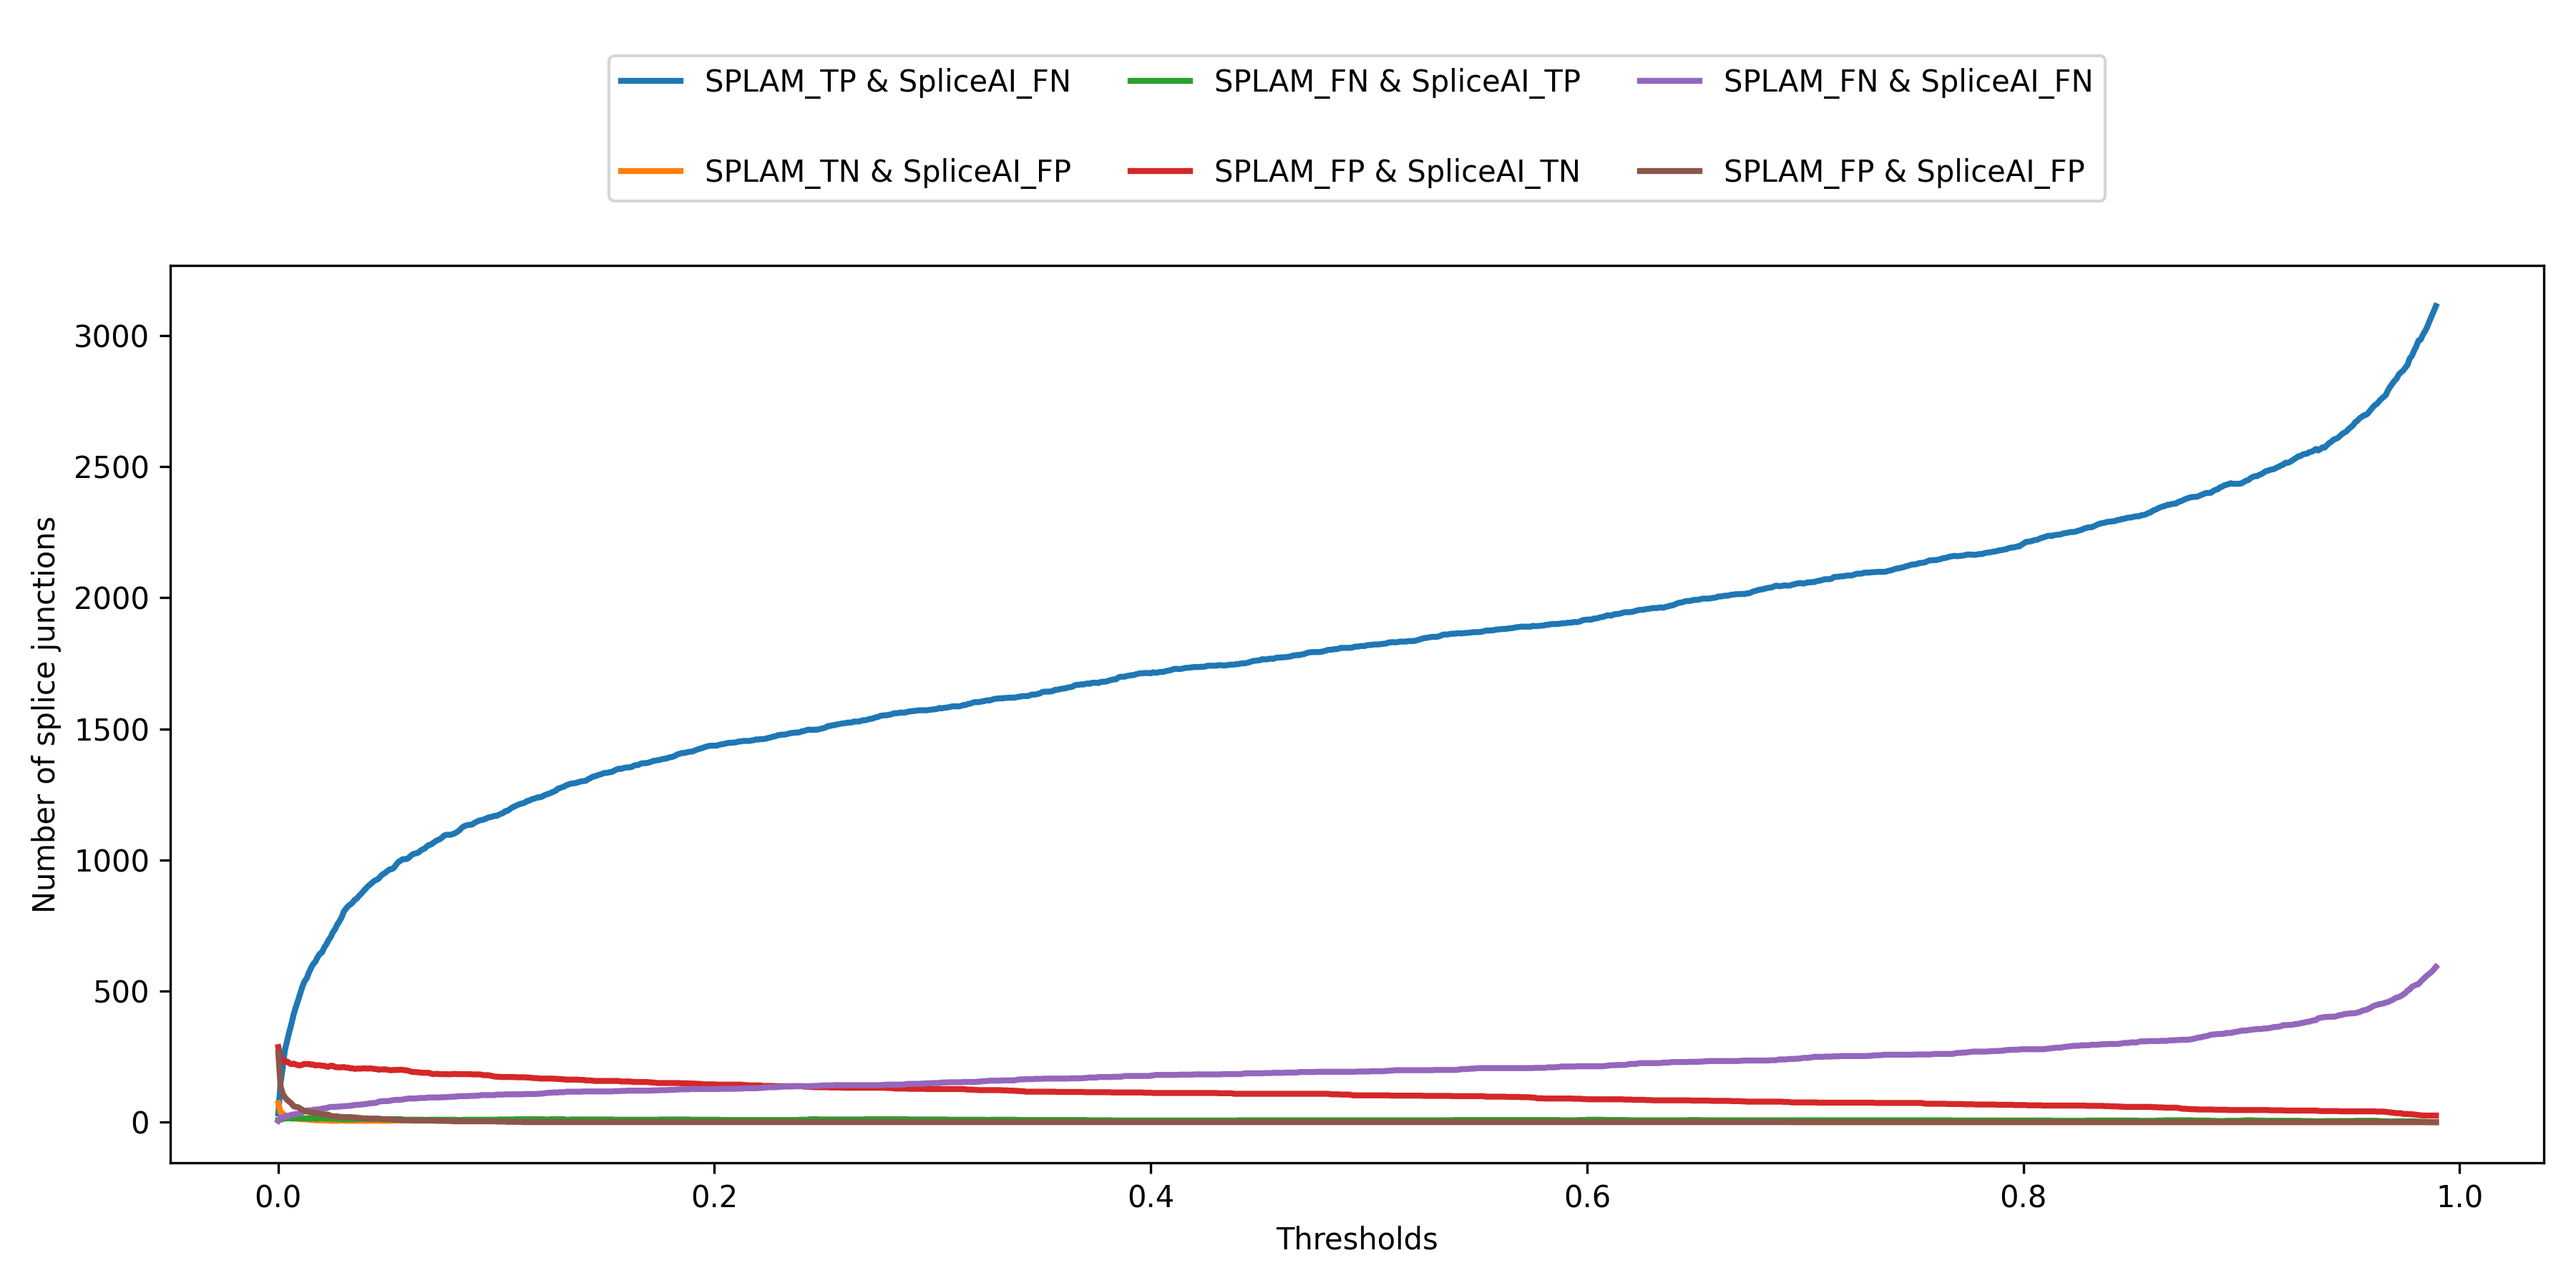 SPLAM_TP & SpliceAI_FN
SPLAM_FN & SpliceAI_TP
SPLAM_FN & SpliceAI_FN
SPLAM_TN & SpliceAI_FP
SPLAM_FP & SpliceAI_TN
SPLAM_FP & SpliceAI_FP
Number of splice junctions
3000
2500
2000
1500
1000
500
0
0.0
0.2
0.4
0.6
0.8
1.0
Thresholds